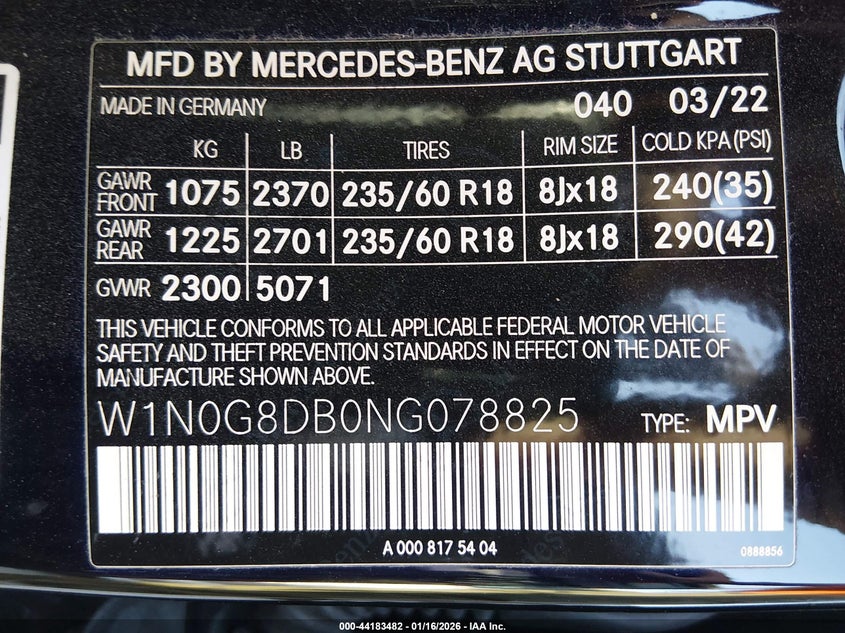 MFD BY MERCEDES-BENZ AG STUTTGART
MADE IN GERMANY 040 03/22
KG LB TIRES RIM SIZE COLD KPA(PSI)
GAWR FRONT 1075 2370 235/60 R18 8Jx18 240(35)
GAWR REAR 1225 2701 235/60 R18 8Jx18 290(42)
GVWR 2300 5071
THIS VEHICLE CONFORMS TO ALL APPLICABLE FEDERAL MOTOR VEHICLE
SAFETY AND THEFT PREVENTION STANDARDS IN EFFECT ON THE DATE OF
MANUFACTURE SHOWN ABOVE.
W1N0G8DB0NG078825 TYPE: MPV
A 000 817 54 04 0888856
000-44183482 - 01/16/2026 - IAA Inc.